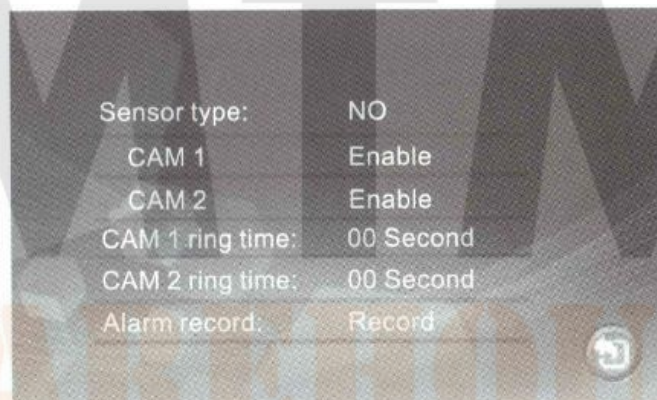 Sensor type: NO
CAM 1 Enable
CAM 2 Enable
CAM 1 ring time: 00 Second
CAM 2 ring time: 00 Second
Alarm record: Record